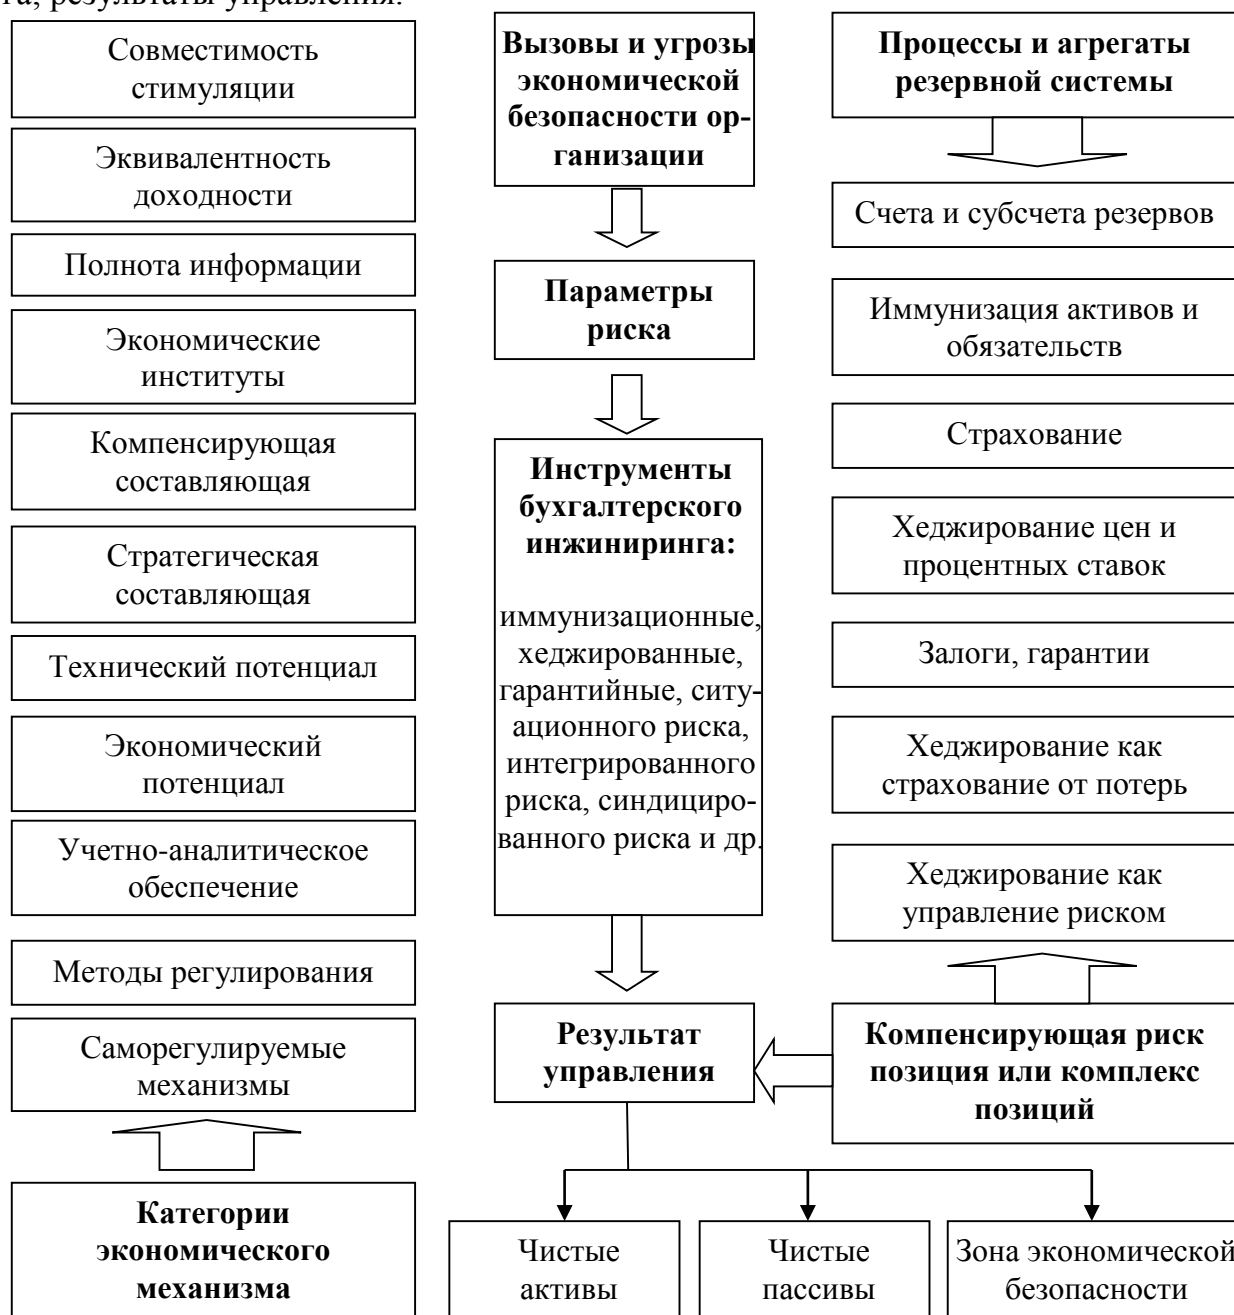 та, результаты управления.
Совместимость
стимуляции
Эквивалентность
доходности
Полнота информации
Экономические
институты
Компенсирующая
составляющая
Стратегическая
составляющая
Технический потенциал
Экономический
потенциал
Учетно-аналитическое
обеспечение
Методы регулирования
Саморегулируемые
механизмы
Категории
экономического
механизма
Вызовы и угрозы
экономической
безопасности ор-
ганизации
Параметры
риска
Инструменты
бухгалтерского
инжиниринга:
иммунизационные,
хеджированные,
гарантийные, ситу-
ационного риска,
интегрированного
риска, синдициро-
ванного риска и др.
Результат
управления
Процессы и агрегаты
резервной системы
Счета и субсчета резервов
Иммунизация активов и
обязательств
Страхование
Хеджирование цен и
процентных ставок
Залоги, гарантии
Хеджирование как
страхование от потерь
Хеджирование как
управление риском
Компенсирующая риск
позиция или комплекс
позиций
Чистые
активы
Чистые
пассивы
Зона экономической
безопасности